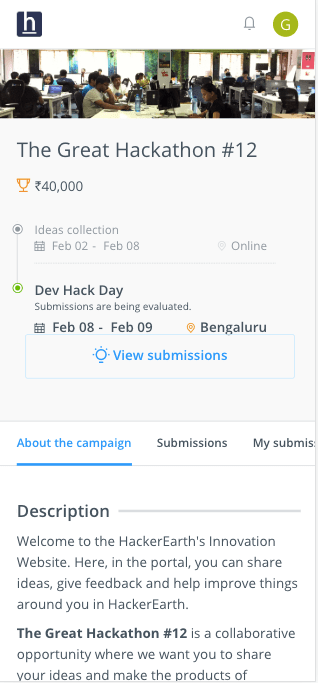 h
G
The Great Hackathon #12
₹40,000
Ideas collection
Feb 02 - Feb 08 Online
Dev Hack Day
Submissions are being evaluated.
Feb 08 - Feb 09 Bengaluru
View submissions
About the campaign Submissions My submis
Description
Welcome to the HackerEarth's Innovation
Website. Here, in the portal, you can share
ideas, give feedback and help improve things
around you in HackerEarth.
The Great Hackathon #12 is a collaborative
opportunity where we want you to share
your ideas and make the products of